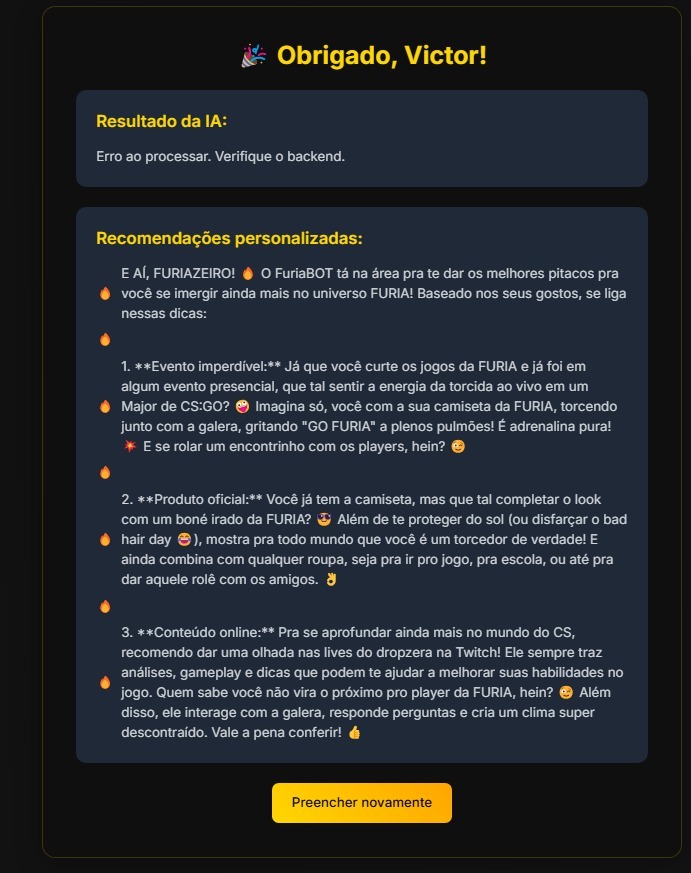 🎉 Obrigado, Victor!
Resultado da IA:
Erro ao processar. Verifique o backend.
Recomendações personalizadas:
E AÍ, FURIAZEIRO! 🔥 O FuriaBOT tá na área pra te dar os melhores pitacos pra
🔥 você se imergir ainda mais no universo FURIA! Baseado nos seus gostos, se liga
nessas dicas:
🔥
1. **Evento imperdível:** Já que você curte os jogos da FURIA e já foi em
algum evento presencial, que tal sentir a energia da torcida ao vivo em um
🔥 Major de CS:GO? 🤪 Imagina só, você com a sua camiseta da FURIA, torcendo
junto com a galera, gritando "GO FURIA" a plenos pulmões! É adrenalina pura!
💥 E se rolar um encontrinho com os players, hein? 😉
🔥
2. **Produto oficial:** Você já tem a camiseta, mas que tal completar o look
com um boné irado da FURIA? 😎 Além de te proteger do sol (ou disfarçar o bad
🔥 hair day 😂), mostra pra todo mundo que você é um torcedor de verdade! E
ainda combina com qualquer roupa, seja pra ir pro jogo, pra escola, ou até pra
dar aquele rolê com os amigos. 👌
🔥
3. **Conteúdo online:** Pra se aprofundar ainda mais no mundo do CS,
recomendo dar uma olhada nas lives do dropzera na Twitch! Ele sempre traz
🔥 análises, gameplay e dicas que podem te ajudar a melhorar suas habilidades no
jogo. Quem sabe você não vira o próximo pro player da FURIA, hein? 😉 Além
disso, ele interage com a galera, responde perguntas e cria um clima super
descontraído. Vale a pena conferir! 👍
Preencher novamente